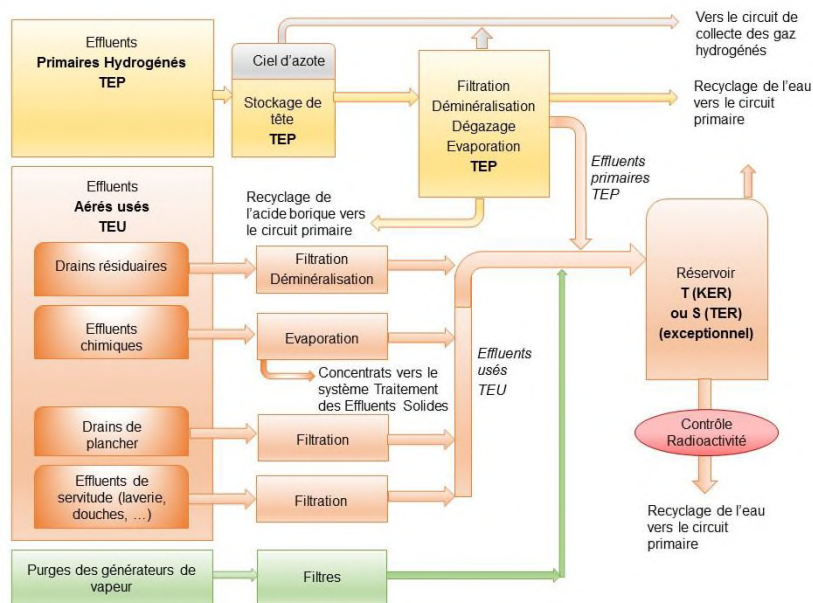 Effluents
Primaires Hydrogénés
TEP
Ciel d'azote
Stockage de
tête
TEP
Filtration
Déminéralisation
Dégazage
Evaporation
TEP
Vers le circuit de
collecte des gaz
hydrogénés
Recyclage de l'eau
vers le circuit
primaire
Effluents
primaires
TEP
Recyclage de
l'acide borique vers
le circuit primaire
Effluents
Aérés usés
TEU
Drains résiduaires
Filtration
Déminéralisation
Effluents
chimiques
Evaporation
Concentrats vers le
système Traitement
des Effluents Solides
Drains de
plancher
Filtration
Effluents de
servitude (laverie,
douches, ...)
Filtration
Effluents
usés
TEU
Réservoir
T (KER)
ou S (TER)
(exceptionnel)
Contrôle
Radioactivité
Recyclage de l'eau
vers le circuit
primaire
Purges des générateurs de
vapeur
Filtres